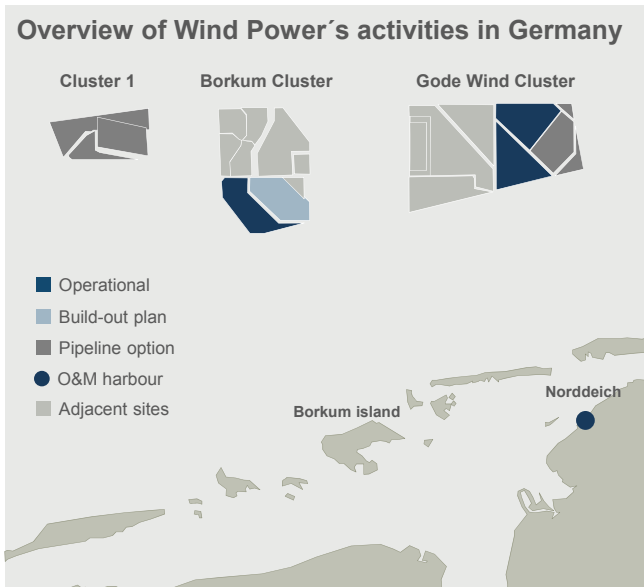 Overview of Wind Power´s activities in Germany
Cluster 1
Borkum Cluster
Gode Wind Cluster
Operational
Build-out plan
Pipeline option
O&M harbour
Adjacent sites
Norddeich
Borkum island